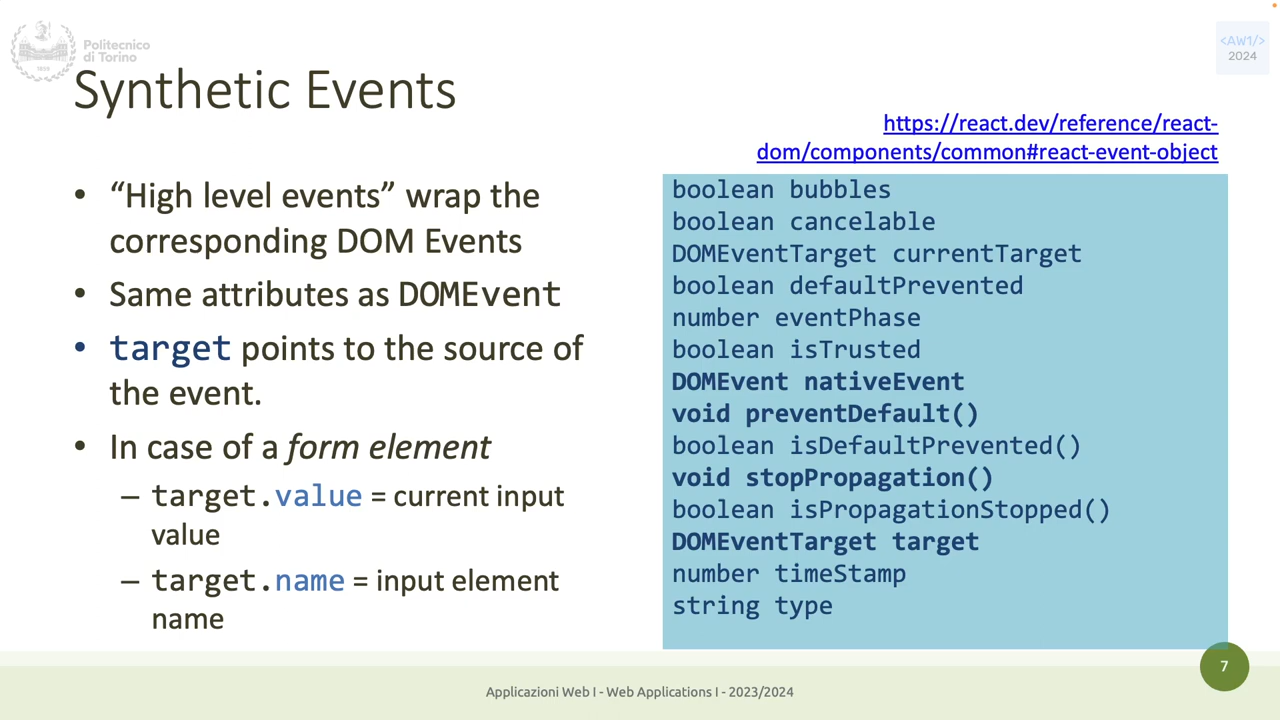 Politecnico
di Torino
1859
<AW1/>
2024
Synthetic Events
https://react.dev/reference/react-
dom/components/common#react-event-object
• “High level events” wrap the
corresponding DOM Events
• Same attributes as DOMEvent
• target points to the source of
the event.
• In case of a form element
– target.value = current input
value
– target.name = input element
name
boolean bubbles
boolean cancelable
DOMEventTarget currentTarget
boolean defaultPrevented
number eventPhase
boolean isTrusted
DOMEvent nativeEvent
void preventDefault()
boolean isDefaultPrevented()
void stopPropagation()
boolean isPropagationStopped()
DOMEventTarget target
number timeStamp
string type
7
Applicazioni Web I - Web Applications I - 2023/2024